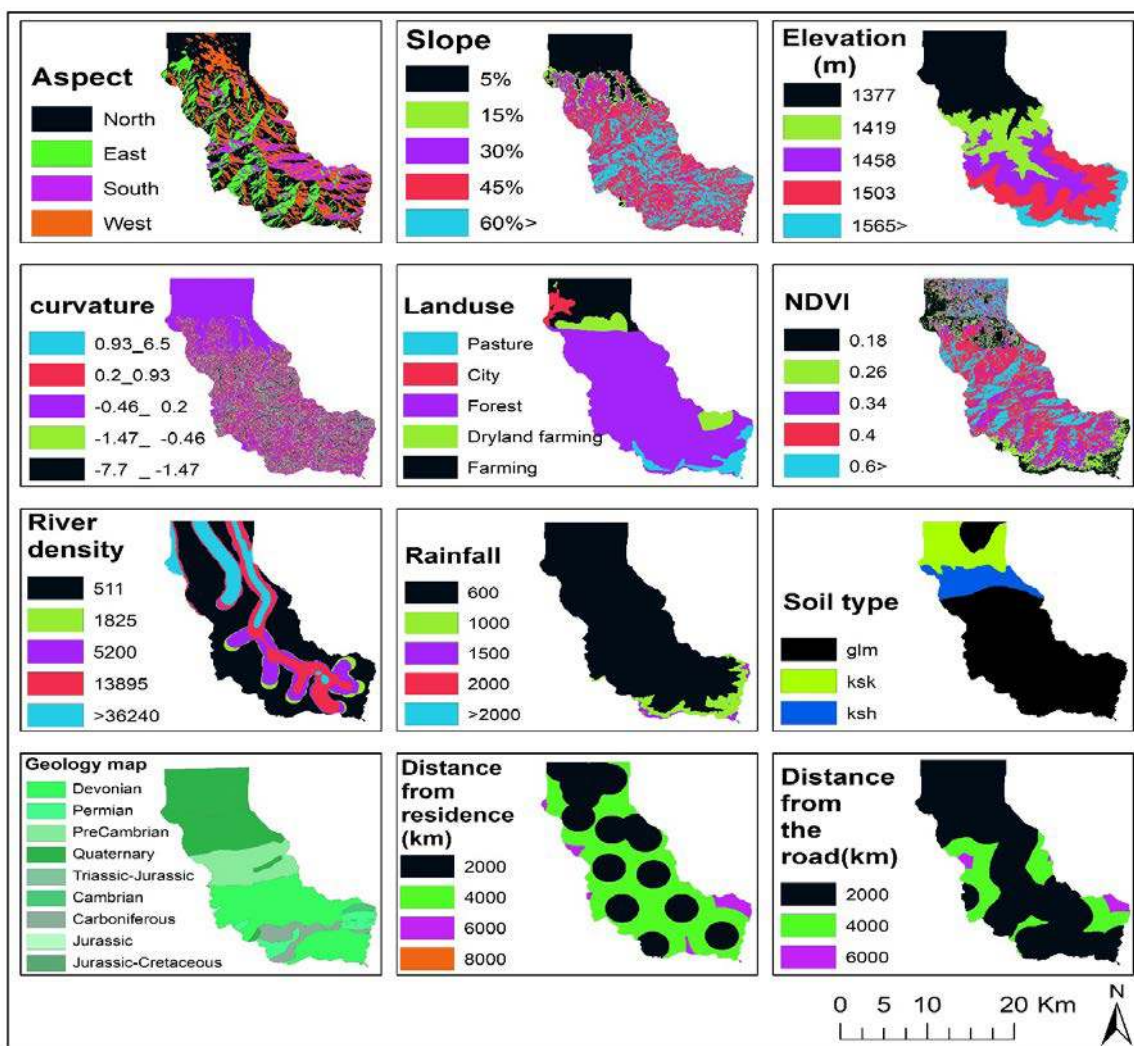 Aspect
North
East
South
West
Slope
5%
15%
30%
45%
60%>
Elevation
(m)
1377
1419
1458
1503
1565>
curvature
0.93_6.5
0.2_0.93
-0.46_ 0.2
-1.47_ -0.46
-7.7 _ -1.47
Landuse
Pasture
City
Forest
Dryland farming
Farming
NDVI
0.18
0.26
0.34
0.4
0.6>
River
density
511
1825
5200
13895
>36240
Rainfall
600
1000
1500
2000
>2000
Soil type
glm
ksk
ksh
Geology map
Devonian
Permian
PreCambrian
Quaternary
Triassic-Jurassic
Cambrian
Carboniferous
Jurassic
Jurassic-Cretaceous
Distance
from
residence
(km)
2000
4000
6000
8000
Distance
from
the
road(km)
2000
4000
6000
N
0 5 10 20 Km